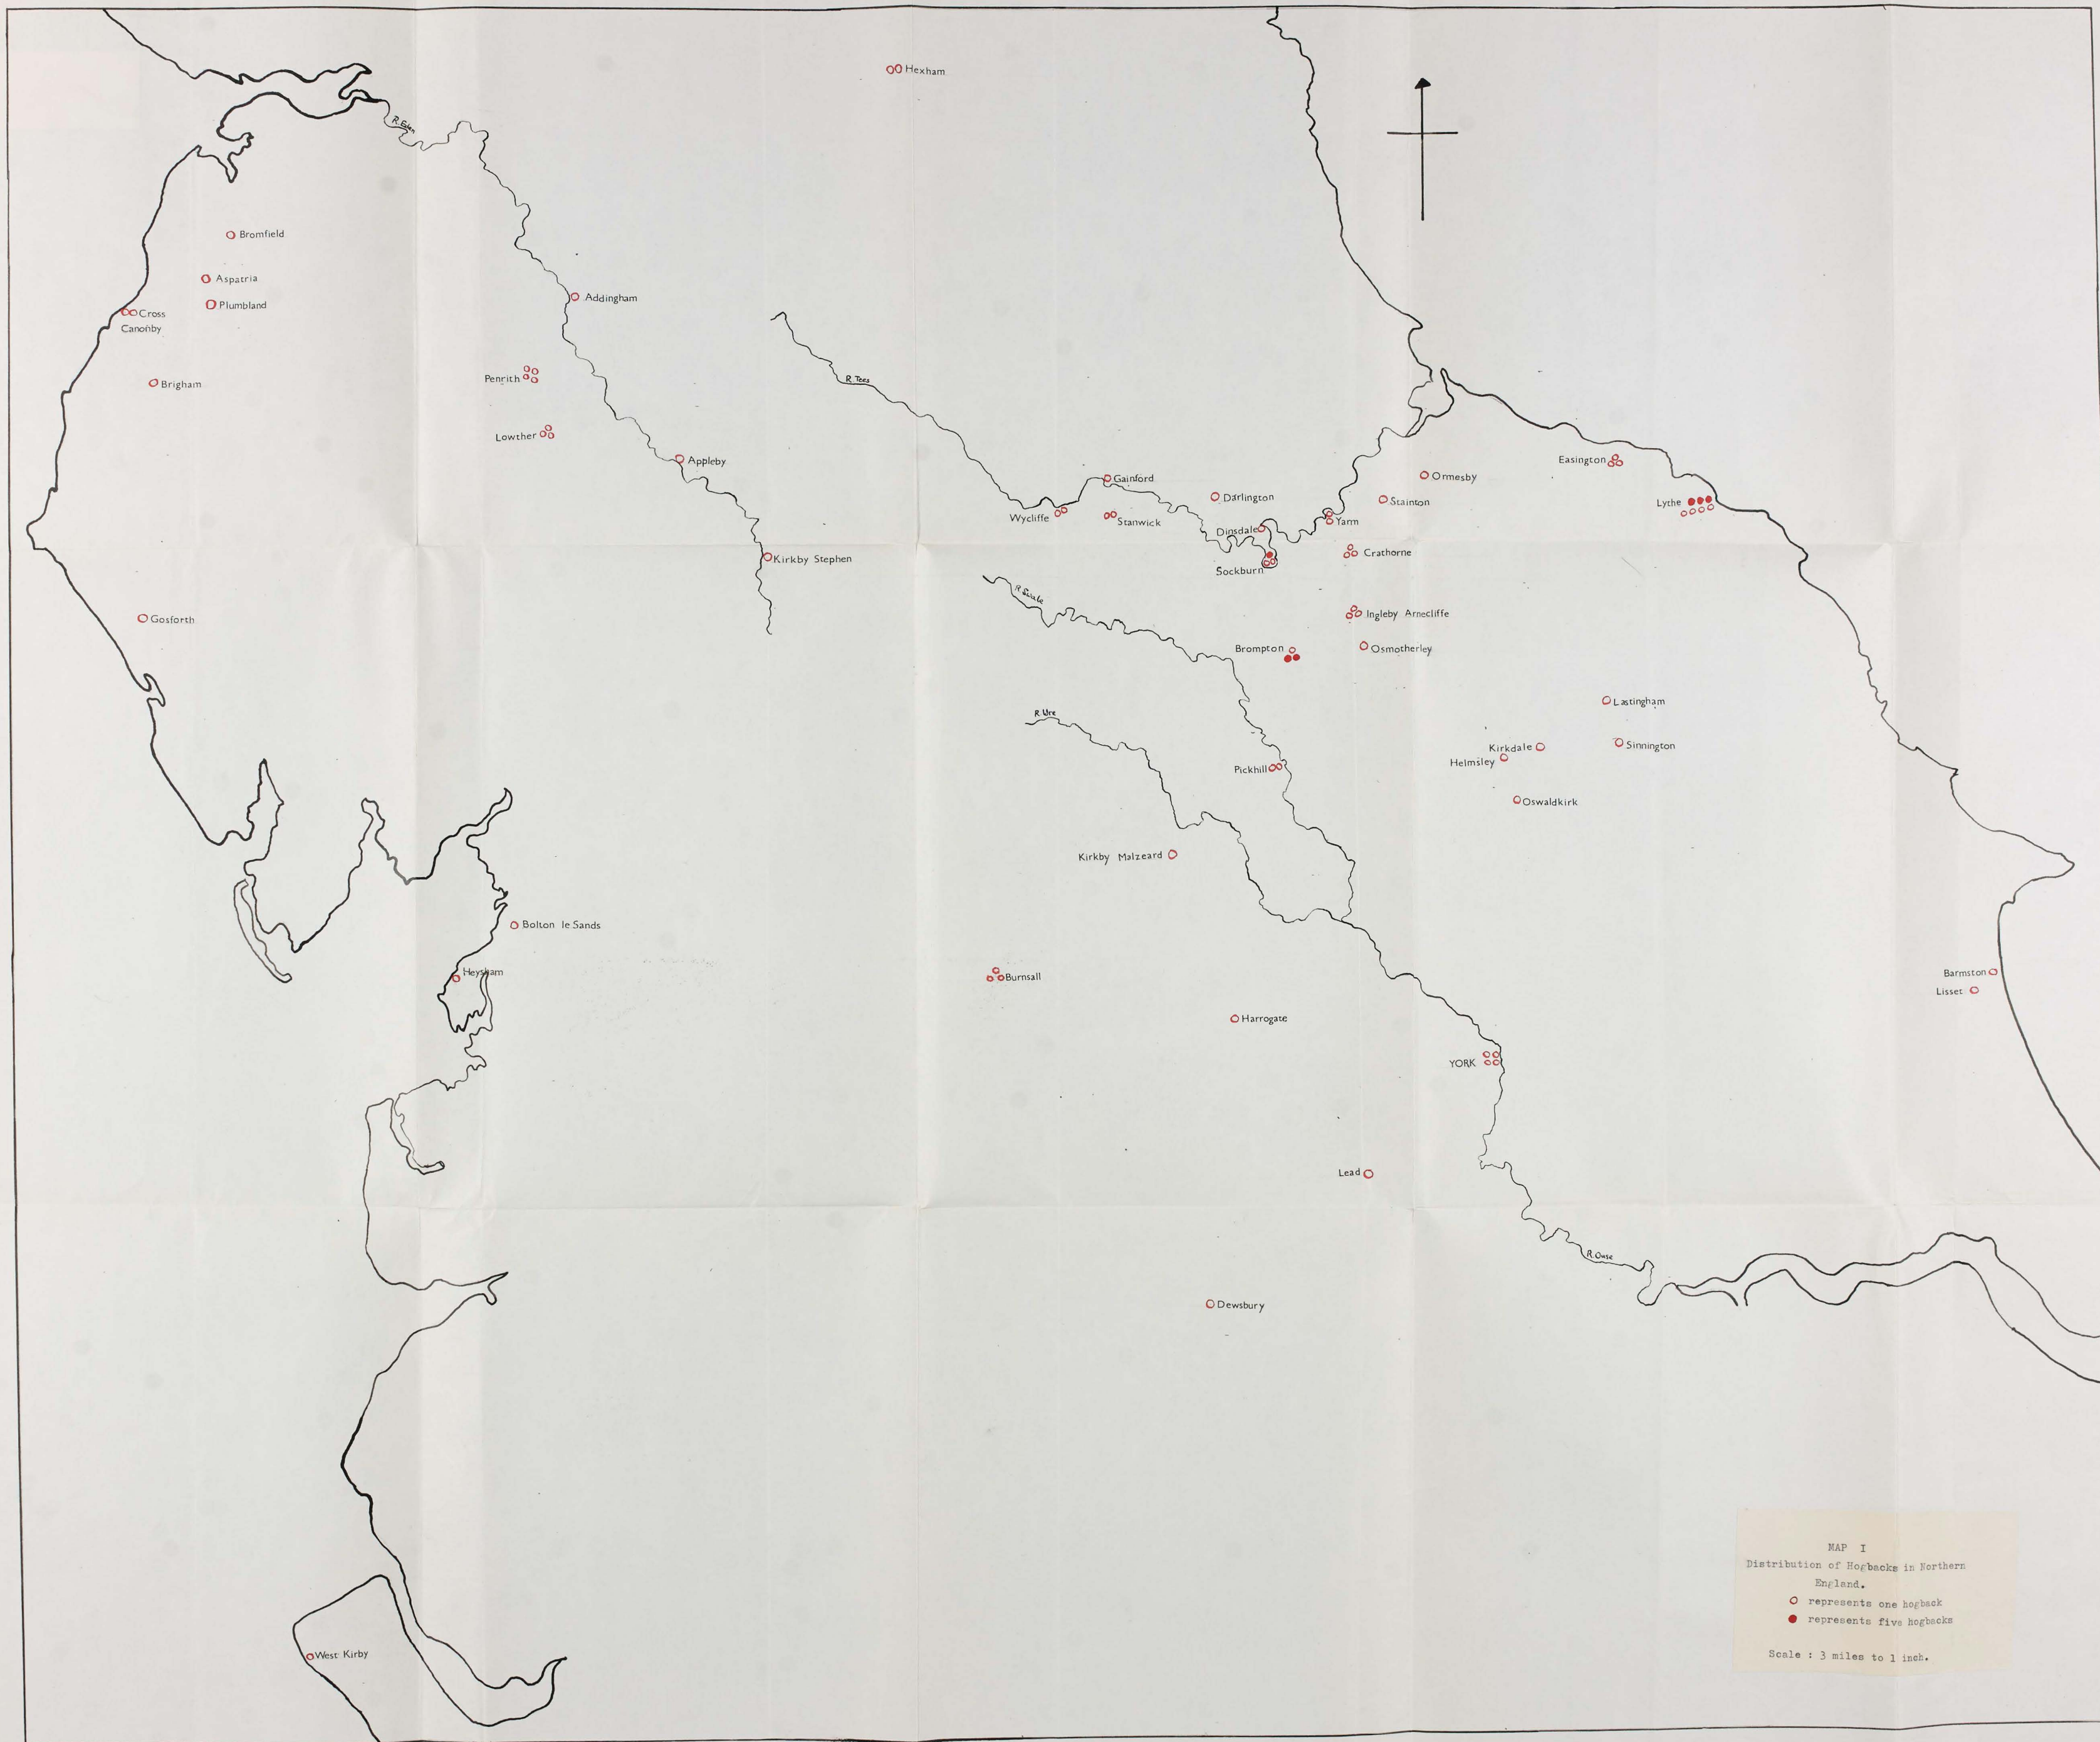 Hexham
R. Eden
Bromfield
Aspatria
Addingham
Plumbland
Cross
Canonby
Penrith
R. Tees
Brigham
Lowther
Appleby
Easington
Gainford
Ormesby
Darlington
Stainton
Lythe
Wycliffe
Stanwick
Yarm
Dinsdale
Crathorne
Kirkby Stephen
Sockburn
R. Swale
Ingleby Arnecliffe
Gosforth
Brompton
Osmotherley
Lastingham
R. Ure
Kirkdale
Sinnington
Helmsley
Pickhill
Oswaldkirk
Kirkby Malzeard
Bolton le Sands
Heysham
Burnsall
Barmston
Lisset
Harrogate
YORK
Lead
R. Ouse
Dewsbury
West Kirby
MAP I
Distribution of Hogbacks in Northern
England.
represents one hogback
represents five hogbacks
Scale : 3 miles to 1 inch.